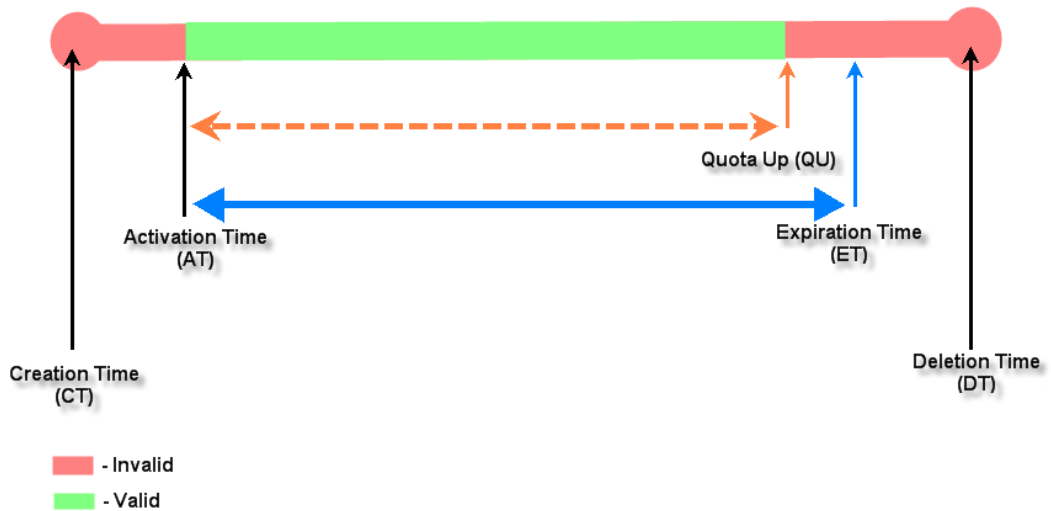 Quota Up (QU)
Activation Time
(AT)
Expiration Time
(ET)
Creation Time
(CT)
Deletion Time
(DT)
- Invalid
- Valid